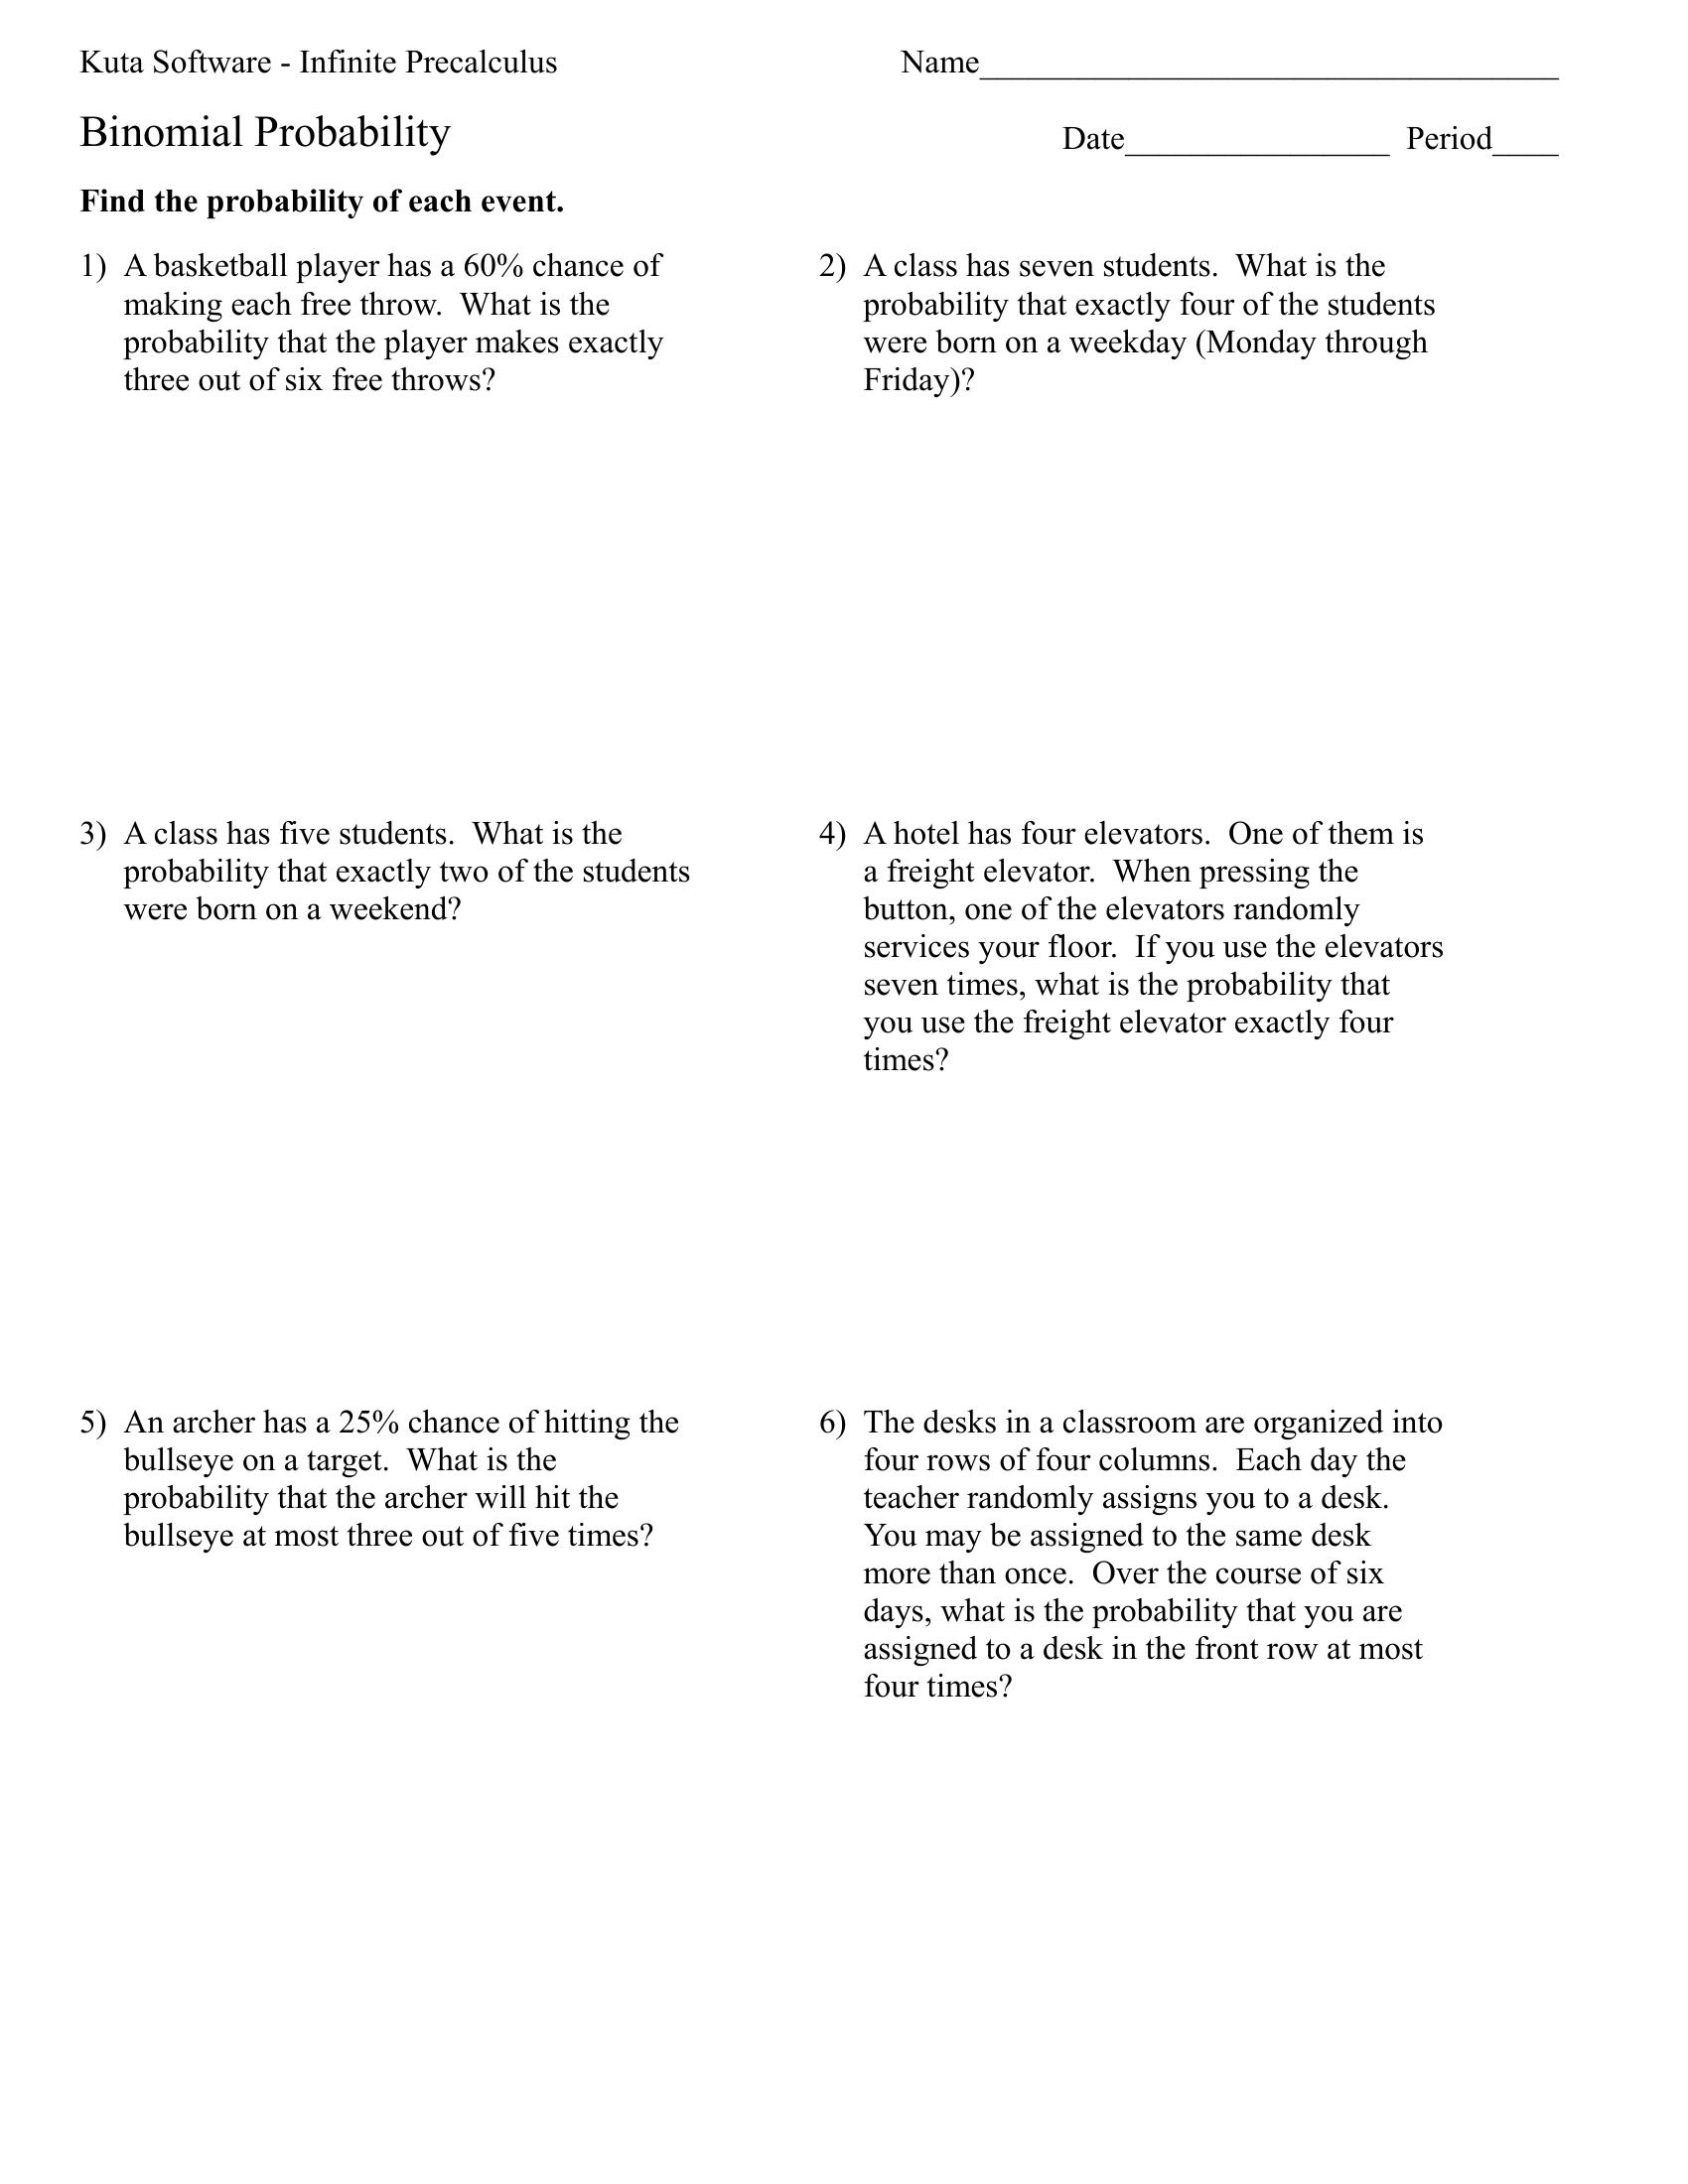 Kuta Software - Infinite Precalculus
Name___________________________________
Binomial Probability
Date________________ Period____
Find the probability of each event.
1) A basketball player has a 60% chance of
making each free throw. What is the
probability that the player makes exactly
three out of six free throws?
2) A class has seven students. What is the
probability that exactly four of the students
were born on a weekday (Monday through
Friday)?
3) A class has five students. What is the
probability that exactly two of the students
were born on a weekend?
4) A hotel has four elevators. One of them is
a freight elevator. When pressing the
button, one of the elevators randomly
services your floor. If you use the elevators
seven times, what is the probability that
you use the freight elevator exactly four
times?
5) An archer has a 25% chance of hitting the
bullseye on a target. What is the
probability that the archer will hit the
bullseye at most three out of five times?
6) The desks in a classroom are organized into
four rows of four columns. Each day the
teacher randomly assigns you to a desk.
You may be assigned to the same desk
more than once. Over the course of six
days, what is the probability that you are
assigned to a desk in the front row at most
four times?